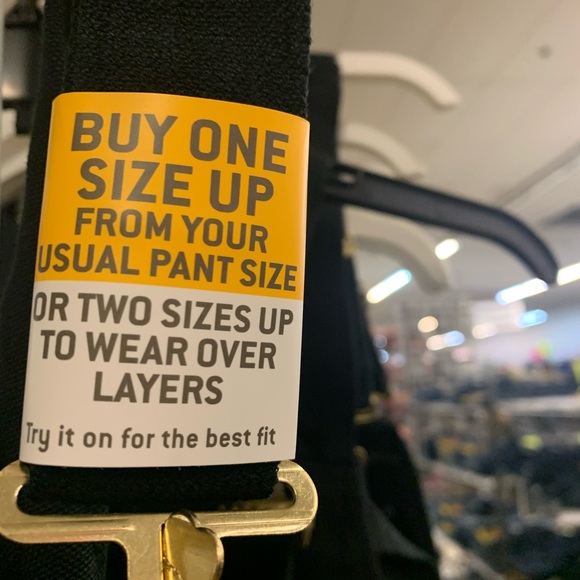 BUY ONE
SIZE UP
FROM YOUR
USUAL PANT SIZE
OR TWO SIZES UP
TO WEAR OVER
LAYERS
Try it on for the best fit